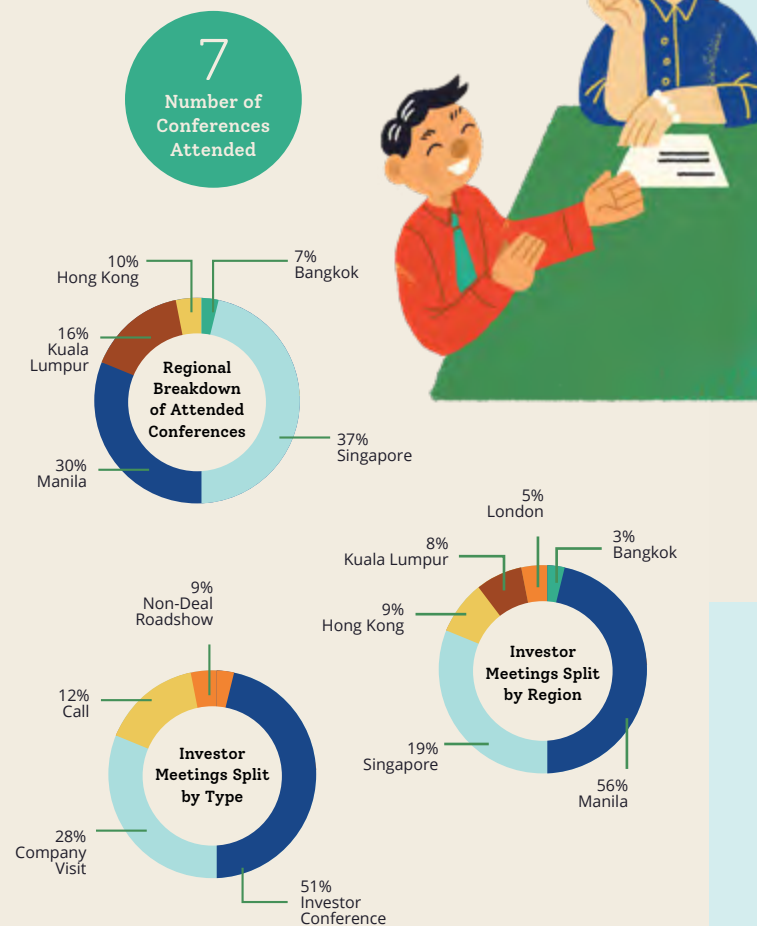 7
Number of
Conferences
Attended
10%
Hong Kong
7%
Bangkok
16%
Kuala
Lumpur
Regional
Breakdown
of Attended
Conferences
37%
Singapore
30%
Manila
5%
London
3%
Bangkok
8%
Kuala Lumpur
9%
Hong Kong
Investor
Meetings Split
by Region
19%
Singapore
56%
Manila
9%
Non-Deal
Roadshow
12%
Call
Investor
Meetings Split
by Type
28%
Company
Visit
51%
Investor
Conference